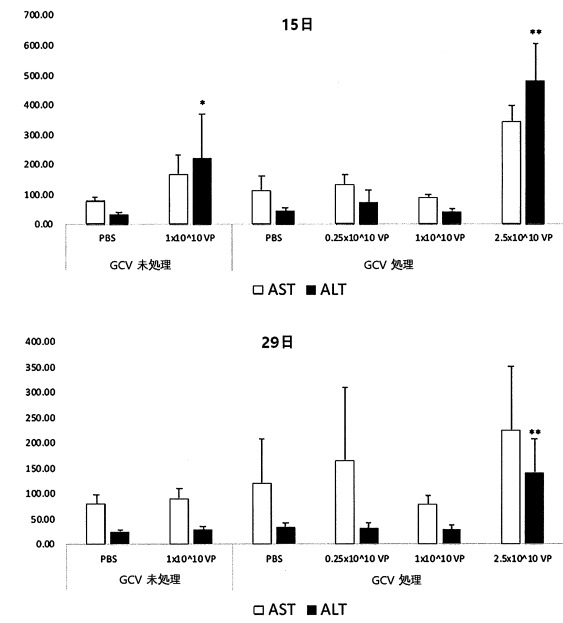 15日
700.00
600.00
500.00
400.00
300.00
200.00
100.00
0.00
*
**
PBS 1x10^10 VP PBS 0.25x10^10 VP 1x10^10 VP 2.5x10^10 VP
GCV 未処理 GCV 処理
AST ALT
29日
400.00
350.00
300.00
250.00
200.00
150.00
100.00
50.00
0.00
**
PBS 1x10^10 VP PBS 0.25x10^10 VP 1x10^10 VP 2.5x10^10 VP
GCV 未処理 GCV 処理
AST ALT